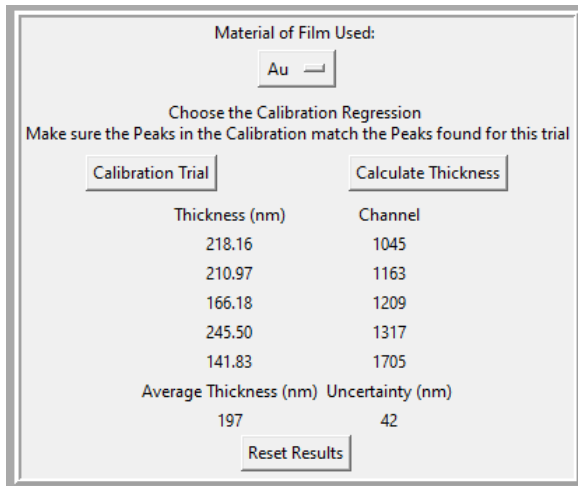 Material of Film Used:
Au
Choose the Calibration Regression
Make sure the Peaks in the Calibration match the Peaks found for this trial
Calibration Trial Calculate Thickness
Thickness (nm) Channel
218.16 1045
210.97 1163
166.18 1209
245.50 1317
141.83 1705
Average Thickness (nm) Uncertainty (nm)
197 42
Reset Results